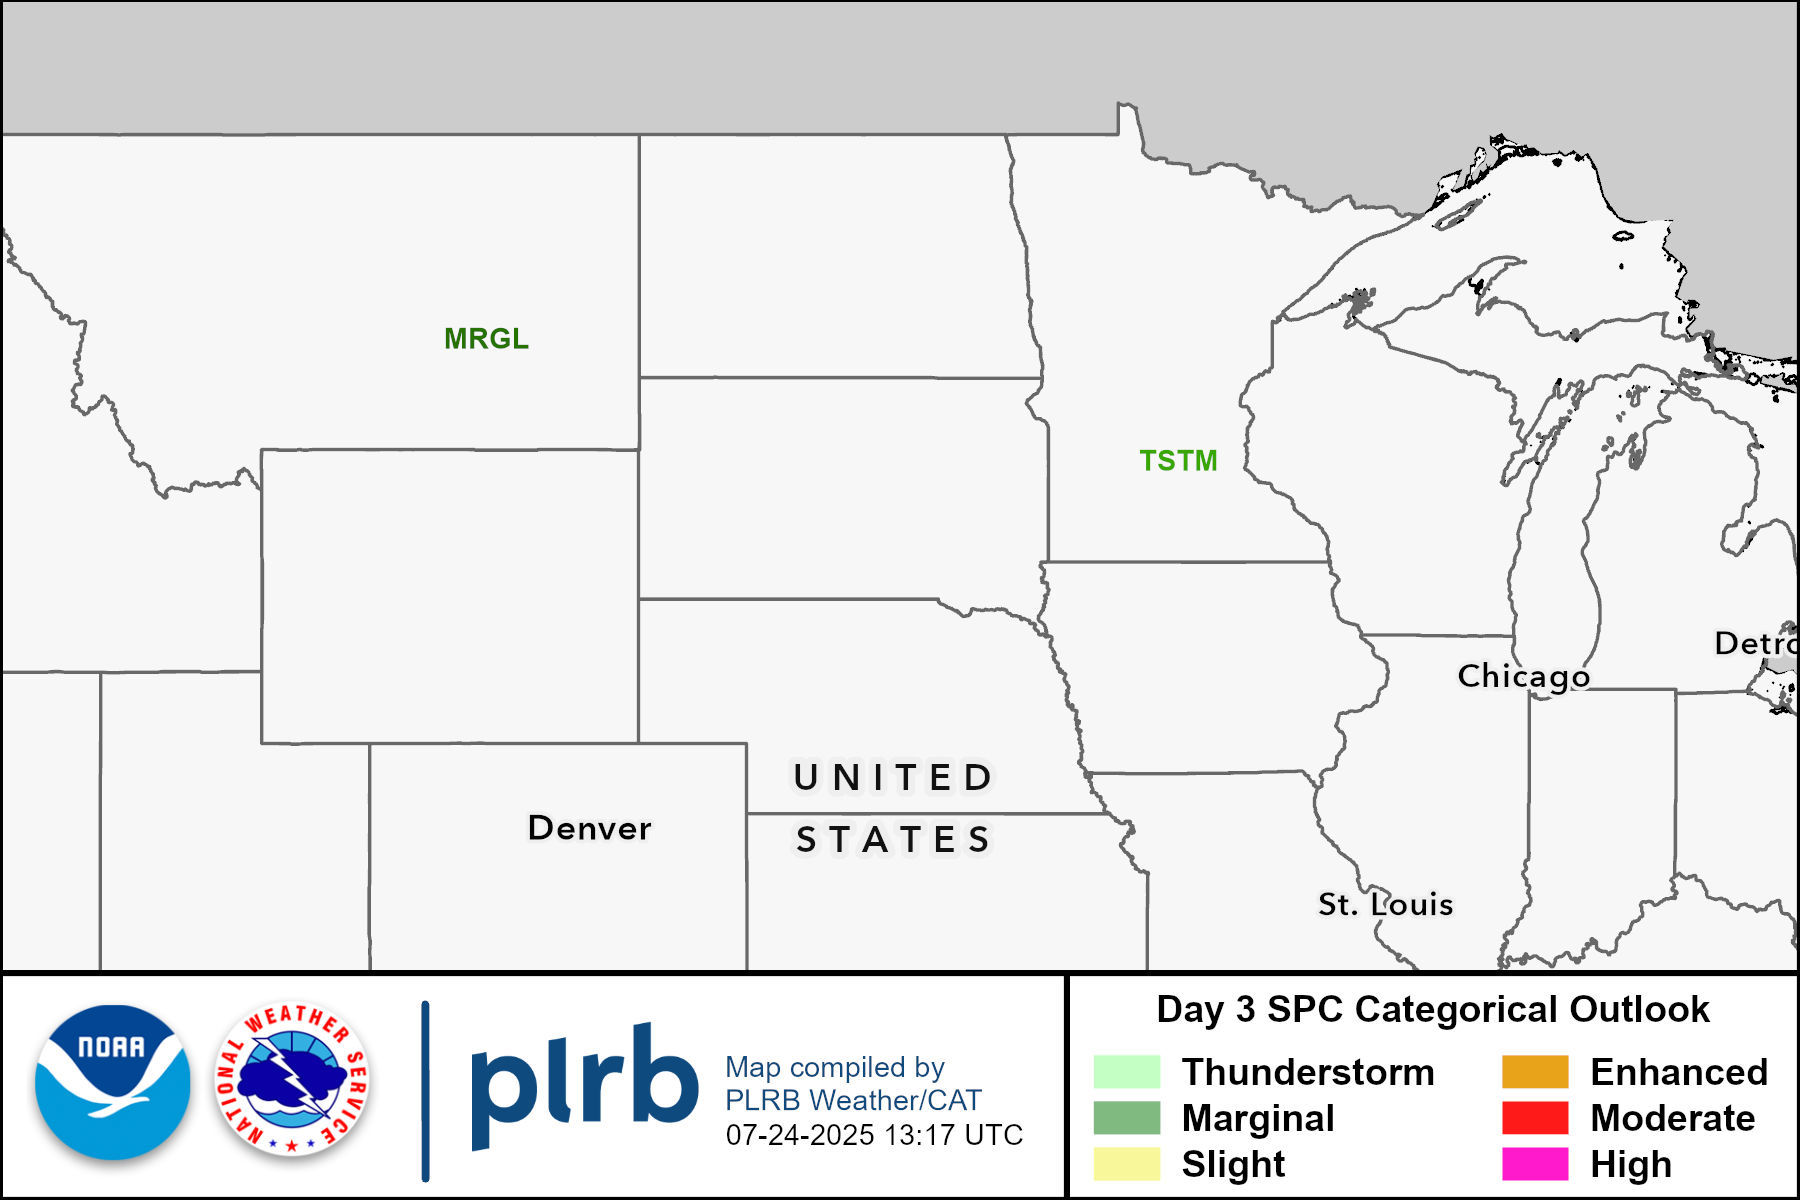 MRGL
TSTM
Detro
Chicago
UNITED
STATES
Denver
St. Louis
NOAA
NATIONAL WEATHER SERVICE
plrb
Map compiled by
PLRB Weather/CAT
07-24-2025 13:17 UTC
Day 3 SPC Categorical Outlook
Thunderstorm
Enhanced
Marginal
Moderate
Slight
High